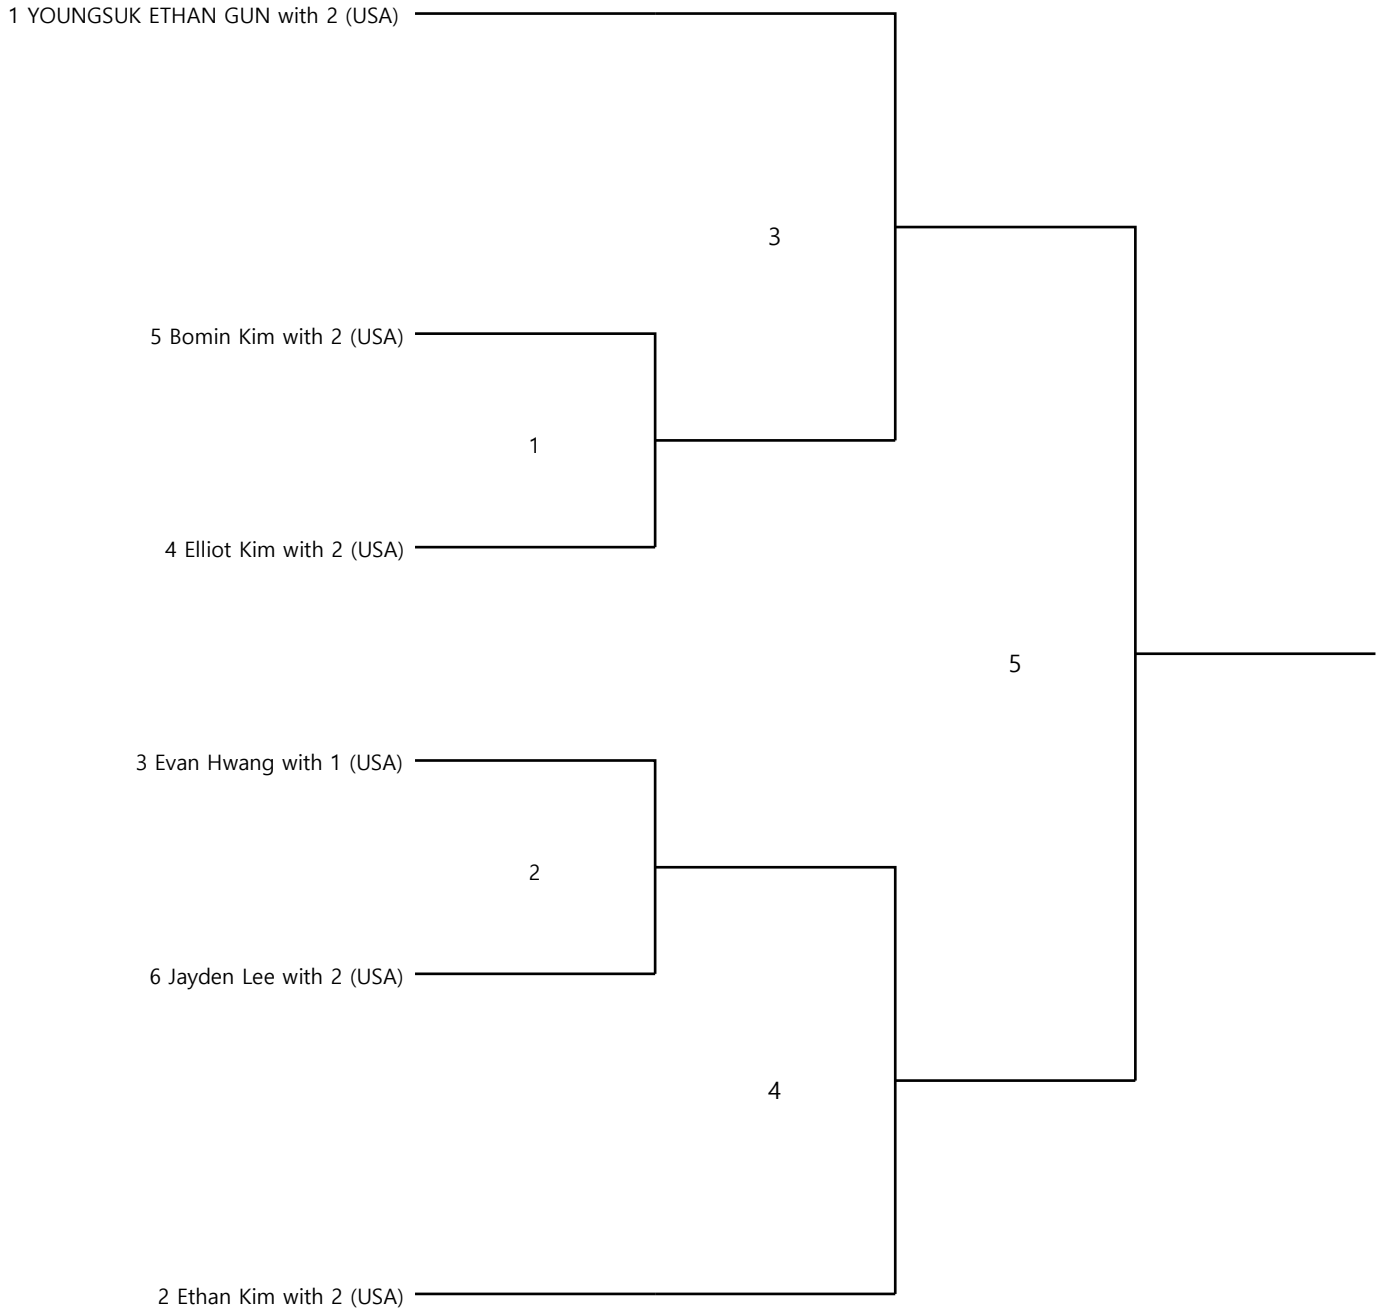 1 YOUNGSUK ETHAN GUN with 2 (USA)
3
5 Bomin Kim with 2 (USA)
1
4 Elliot Kim with 2 (USA)
5
3 Evan Hwang with 1 (USA)
2
6 Jayden Lee with 2 (USA)
4
2 Ethan Kim with 2 (USA)